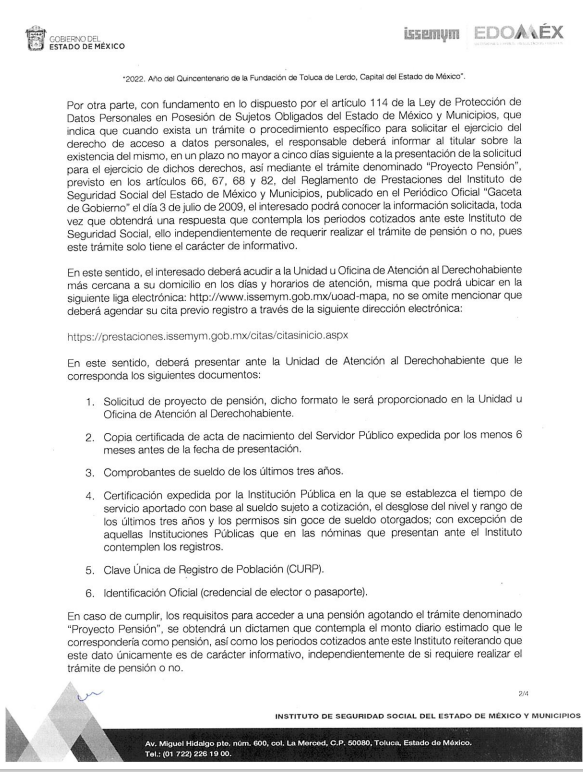 GOBIERNO DEL
ESTADO DE MÉXICO
issemym
EDOMÉX
"2022. Año del Quincentenario de la Fundación de Toluca de Lerdo, Capital del Estado de México".
Por otra parte, con fundamento en lo dispuesto por el artículo 114 de la Ley de Protección de
Datos Personales en Posesión de Sujetos Obligados del Estado de México y Municipios, que
indica que cuando exista un trámite o procedimiento específico para solicitar el ejercicio del
derecho de acceso a datos personales, el responsable deberá informar al titular sobre la
existencia del mismo, en un plazo no mayor a cinco días siguiente a la presentación de la solicitud
para el ejercicio de dichos derechos, así mediante el trámite denominado "Proyecto Pensión",
previsto en los artículos 66, 67, 68 y 82, del Reglamento de Prestaciones del Instituto de
Seguridad Social del Estado de México y Municipios, publicado en el Periódico Oficial "Gaceta
de Gobierno" el día 3 de julio de 2009, el interesado podrá conocer la información solicitada, toda
vez que obtendrá una respuesta que contempla los periodos cotizados ante este Instituto de
Seguridad Social, ello independientemente de requerir realizar el trámite de pensión o no, pues
este trámite solo tiene el carácter de informativo.
En este sentido, el interesado deberá acudir a la Unidad u Oficina de Atención al Derechohabiente
más cercana a su domicilio en los días y horarios de atención, misma que podrá ubicar en la
siguiente liga electrónica: http://www.issemym.gob.mx/uoad-mapa, no se omite mencionar que
deberá agendar su cita previo registro a través de la siguiente dirección electrónica:
https://prestaciones.issemym.gob.mx/citas/citasinicio.aspx
En este sentido, deberá presentar ante la Unidad de Atención al Derechohabiente que le
corresponda los siguientes documentos:
1. Solicitud de proyecto de pensión, dicho formato le será proporcionado en la Unidad u
Oficina de Atención al Derechohabiente.
2. Copia certificada de acta de nacimiento del Servidor Público expedida por los menos 6
meses antes de la fecha de presentación.
3. Comprobantes de sueldo de los últimos tres años.
4. Certificación expedida por la Institución Pública en la que se establezca el tiempo de
servicio aportado con base al sueldo sujeto a cotización, el desglose del nivel y rango de
los últimos tres años y los permisos sin goce de sueldo otorgados; con excepción de
aquellas Instituciones Públicas que en las nóminas que presentan ante el Instituto
contemplen los registros.
5. Clave Única de Registro de Población (CURP).
6. Identificación Oficial (credencial de elector o pasaporte).
En caso de cumplir, los requisitos para acceder a una pensión agotando el trámite denominado
"Proyecto Pensión", se obtendrá un dictamen que contempla el monto diario estimado que le
correspondería como pensión, así como los periodos cotizados ante este Instituto reiterando que
este dato únicamente es de carácter informativo, independientemente de si requiere realizar el
trámite de pensión o no.
2/4
INSTITUTO DE SEGURIDAD SOCIAL DEL ESTADO DE MÉXICO Y MUNICIPIOS
Av. Miguel Hidalgo pte. núm. 600, col. La Merced, C.P. 50080, Toluca, Estado de México.
Tel.: (01 722) 226 19 00.